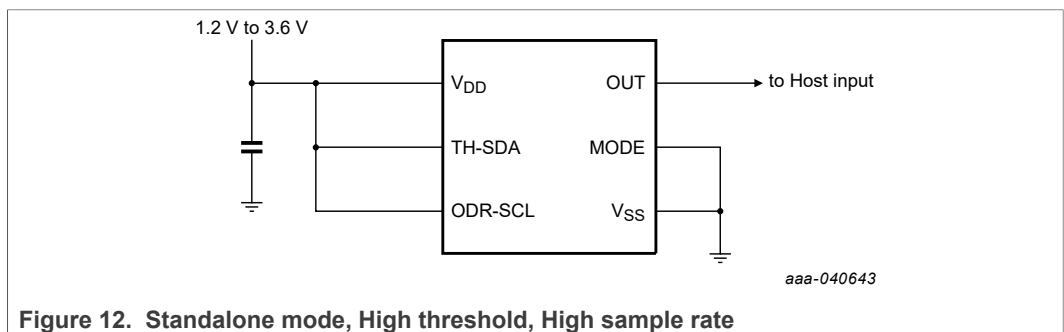 1.2 V to 3.6 V
VDD
OUT
to Host input
TH-SDA
MODE
ODR-SCL
VSS
aaa-040643
Figure 12. Standalone mode, High threshold, High sample rate